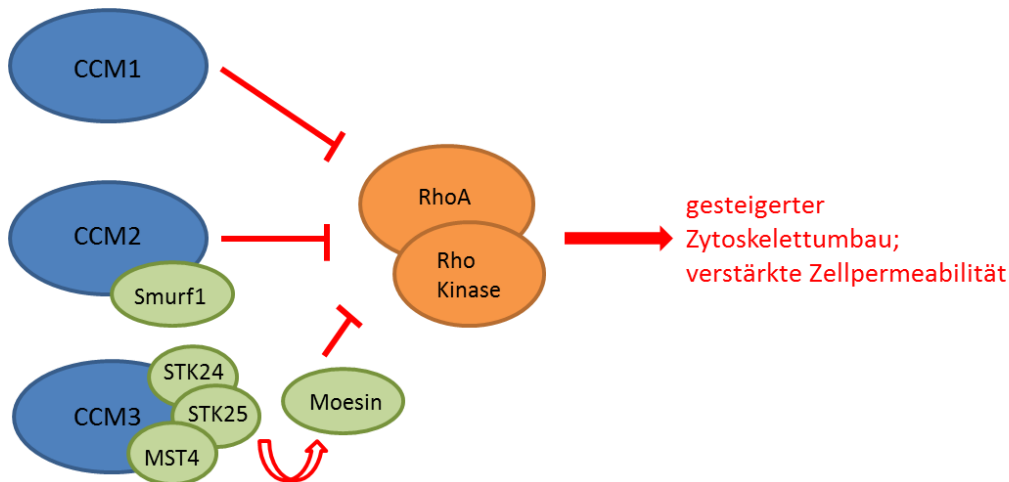 CCM1
CCM2
Smurf1
CCM3
STK24
STK25
MST4
Moesin
RhoA
Rho
Kinase
gesteigerter
Zytoskelettumbau;
verstärkte Zellpermeabilität